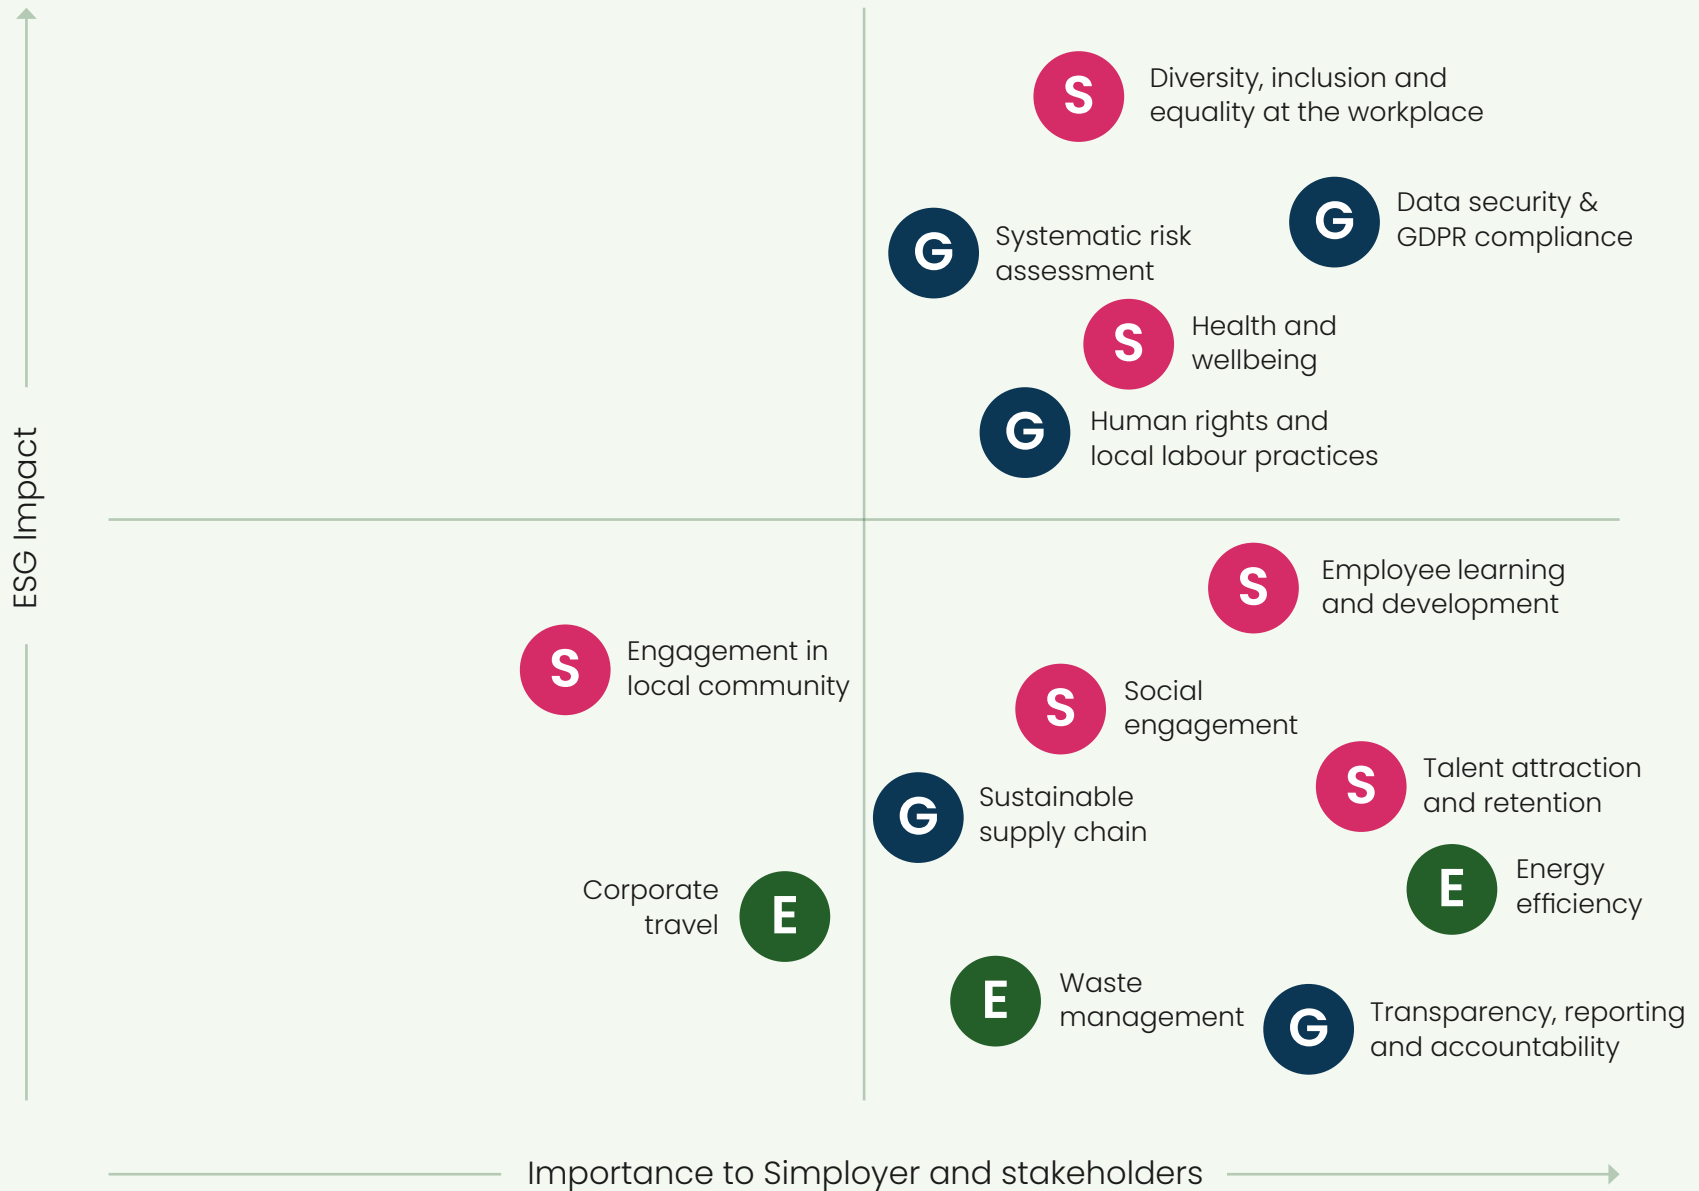 S
Diversity, inclusion and
equality at the workplace
G
Data security &
GDPR compliance
G
Systematic risk
assessment
S
Health and
wellbeing
G
Human rights and
local labour practices
ESG Impact
S
Employee learning
and development
S
Engagement in
local community
S
Social
engagement
S
Talent attraction
and retention
G
Sustainable
supply chain
E
Energy
efficiency
Corporate
travel
E
E
Waste
management
G
Transparency, reporting
and accountability
Importance to Simployer and stakeholders